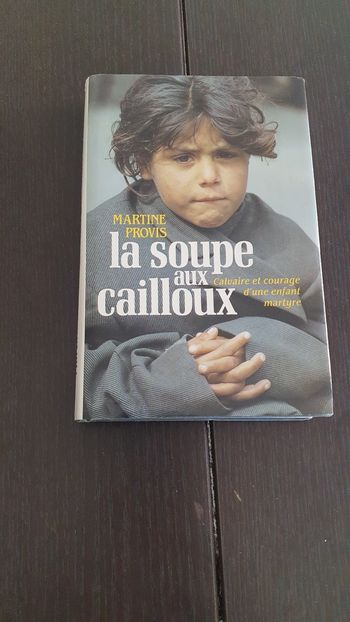 MARTINE
PROVIS
la soupe
aux
cailloux
Calvaire et courage
d'une enfant
martyre